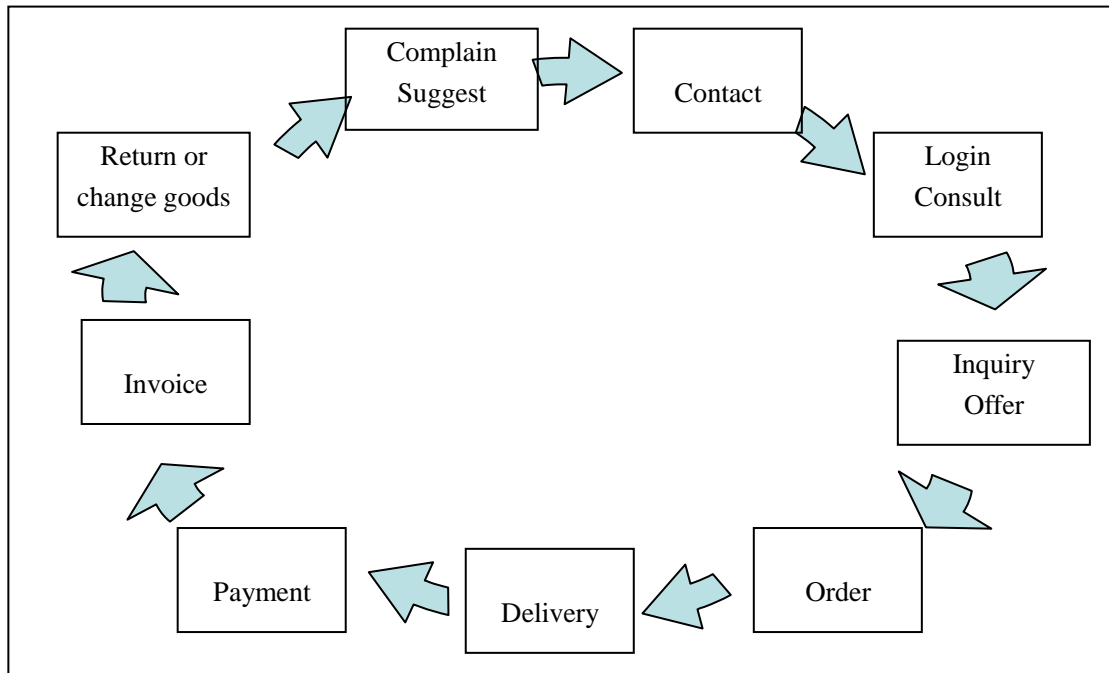 Complain
Suggest
Contact
Login
Consult
Inquiry
Offer
Order
Delivery
Payment
Invoice
Return or
change goods